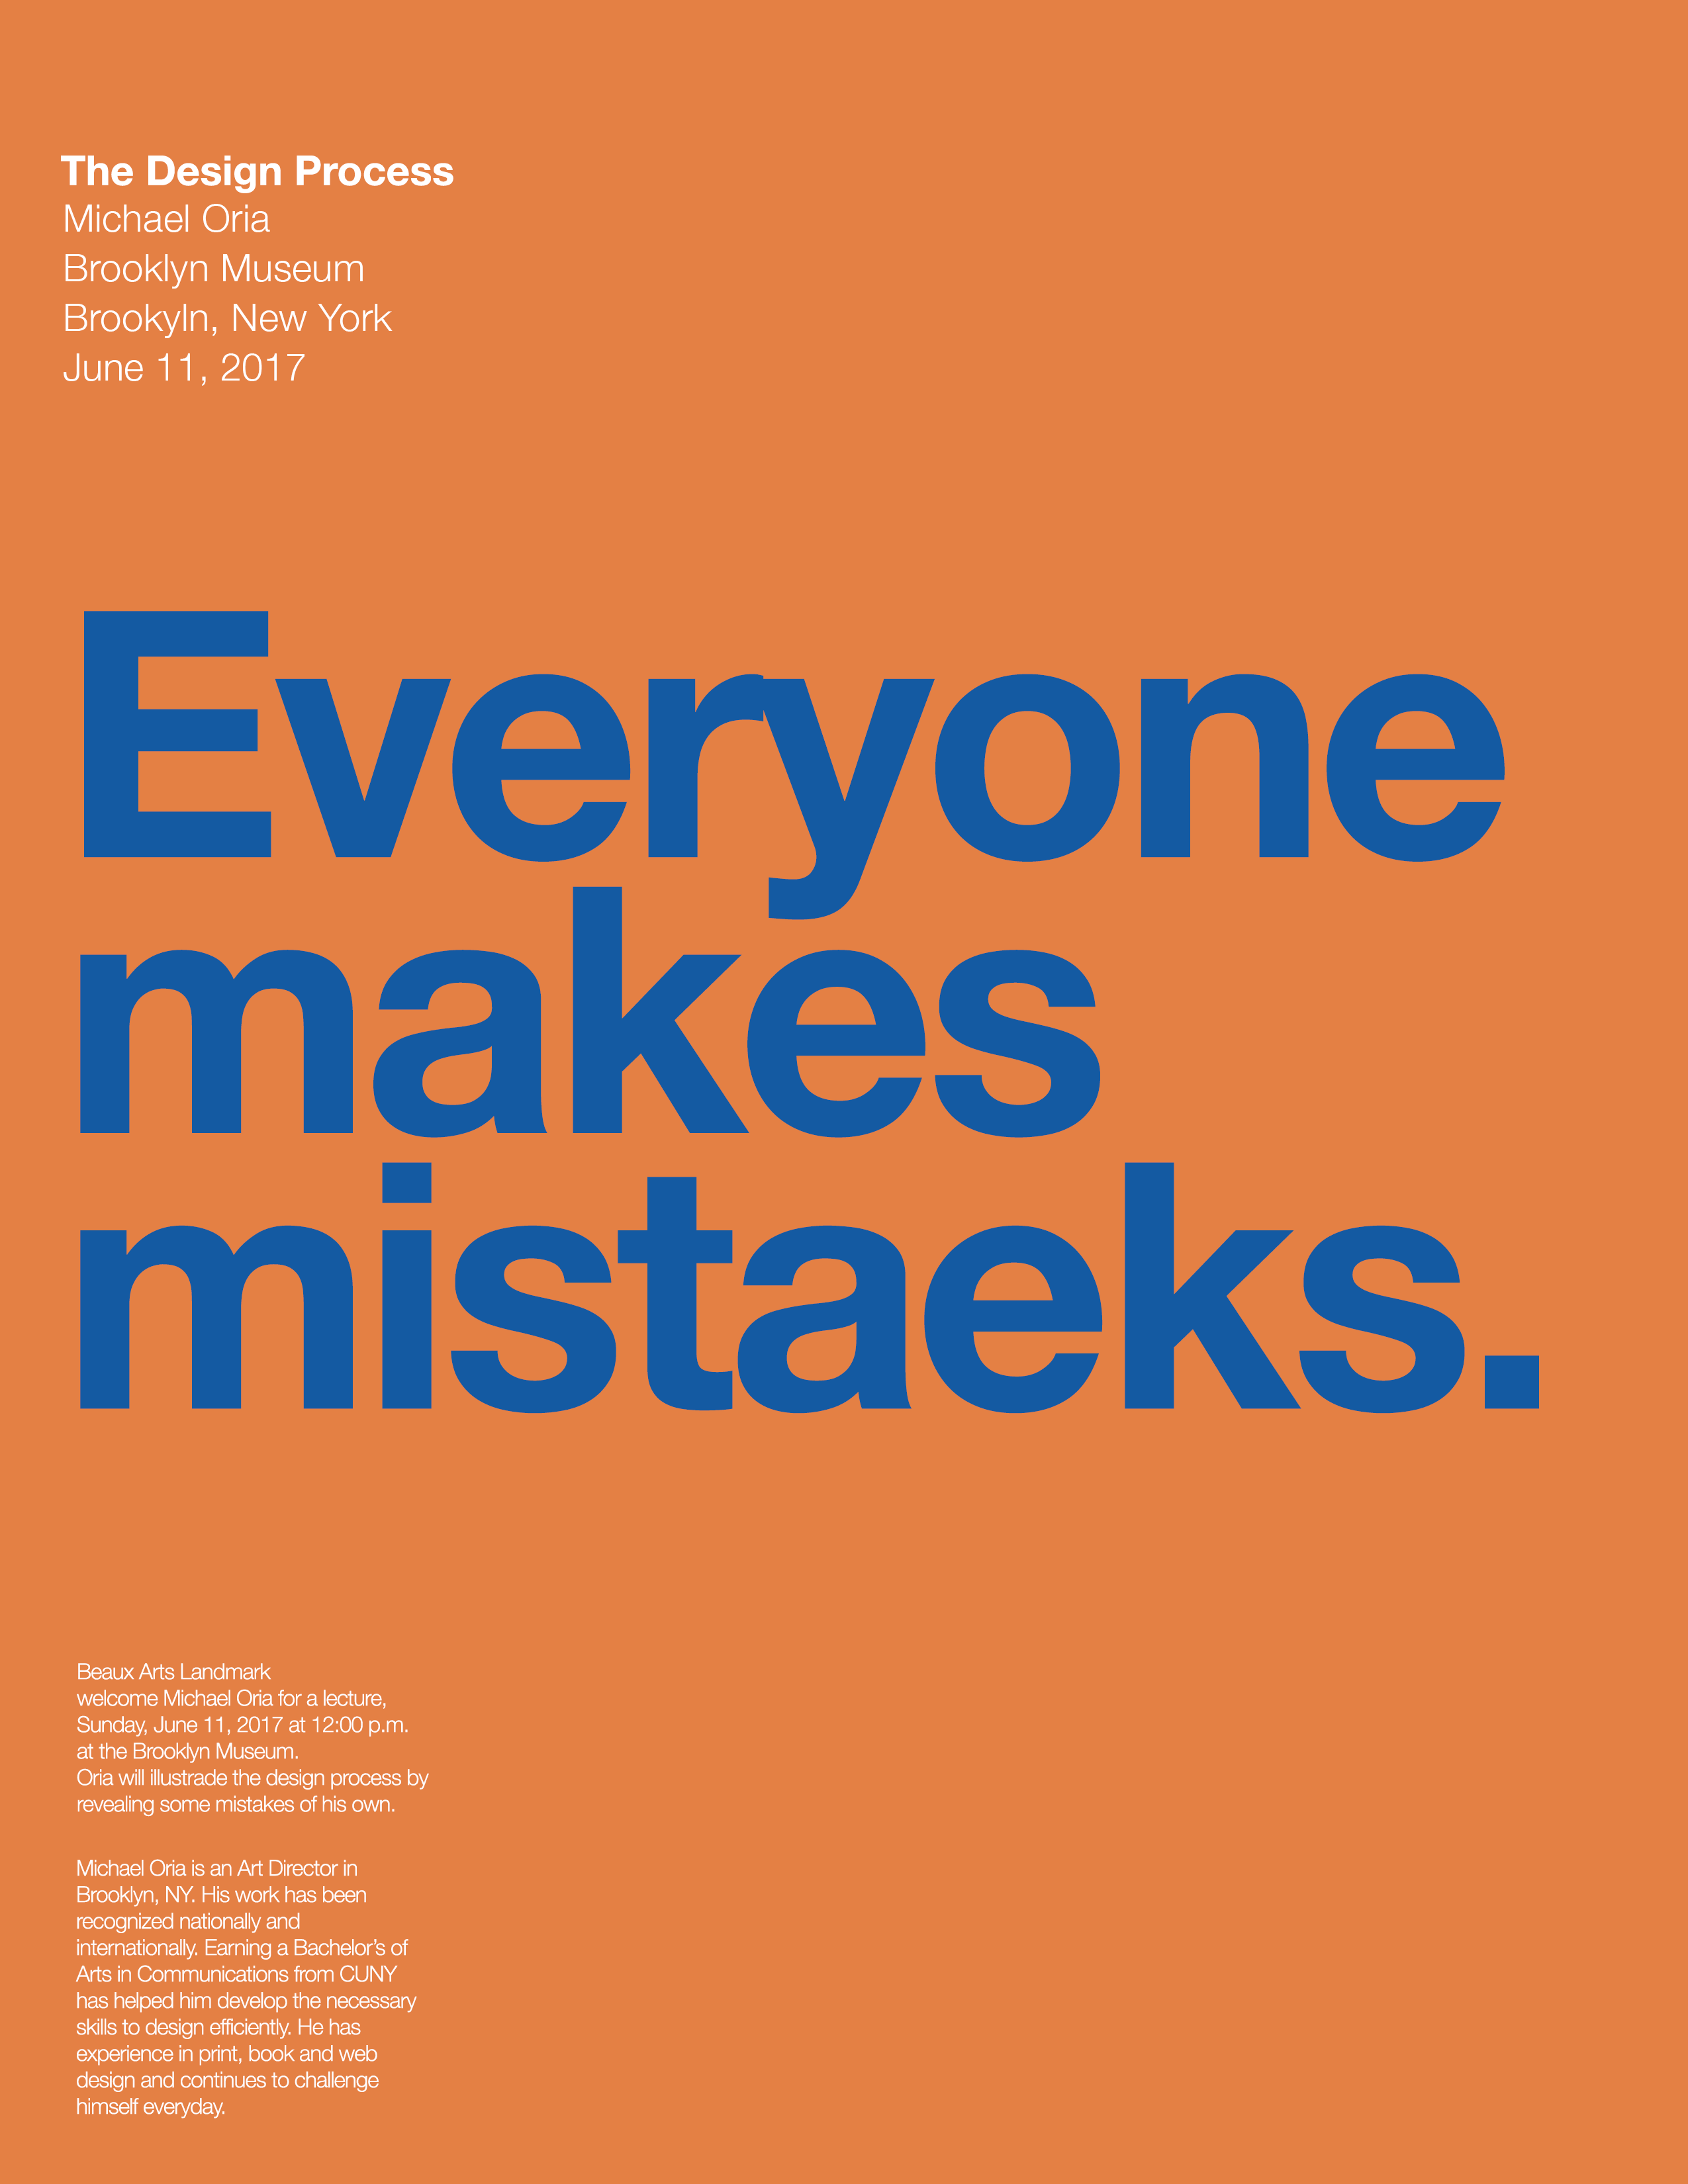 The Design Process
Michael Oria
Brooklyn Museum
Brookyln, New York
June 11, 2017
Everyone
makes
mistaeks.
Beaux Arts Landmark
welcome Michael Oria for a lecture,
Sunday, June 11, 2017 at 12:00 p.m.
at the Brooklyn Museum.
Oria will illustrade the design process by
revealing some mistakes of his own.
Michael Oria is an Art Director in
Brooklyn, NY. His work has been
recognized nationally and
internationally. Earning a Bachelor’s of
Arts in Communications from CUNY
has helped him develop the necessary
skills to design efficiently. He has
experience in print, book and web
design and continues to challenge
himself everyday.